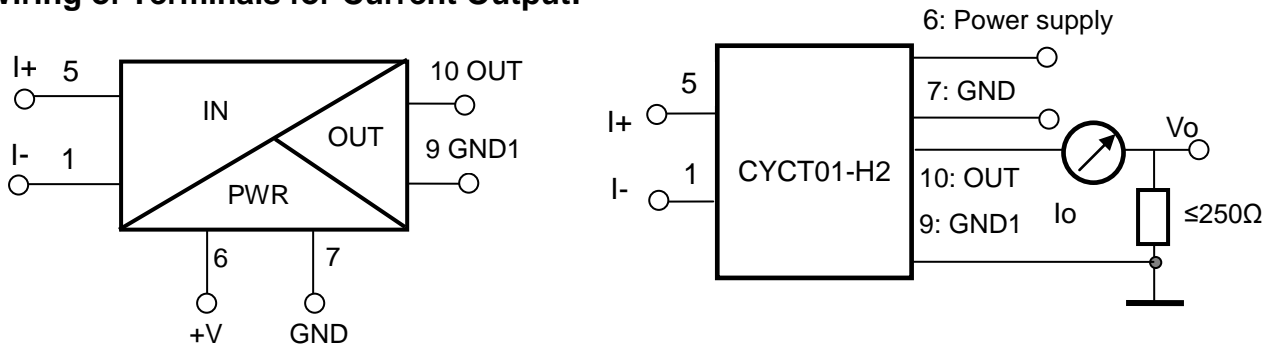 Wiring of Terminals for Current Output:
I+ 5
IN
10 OUT
OUT
I- 1
9 GND1
PWR
6
7
+V
GND
6: Power supply
5
7: GND
I+
Vo
CYCT01-H2
1
10: OUT
I-
Io
≤250Ω
9: GND1